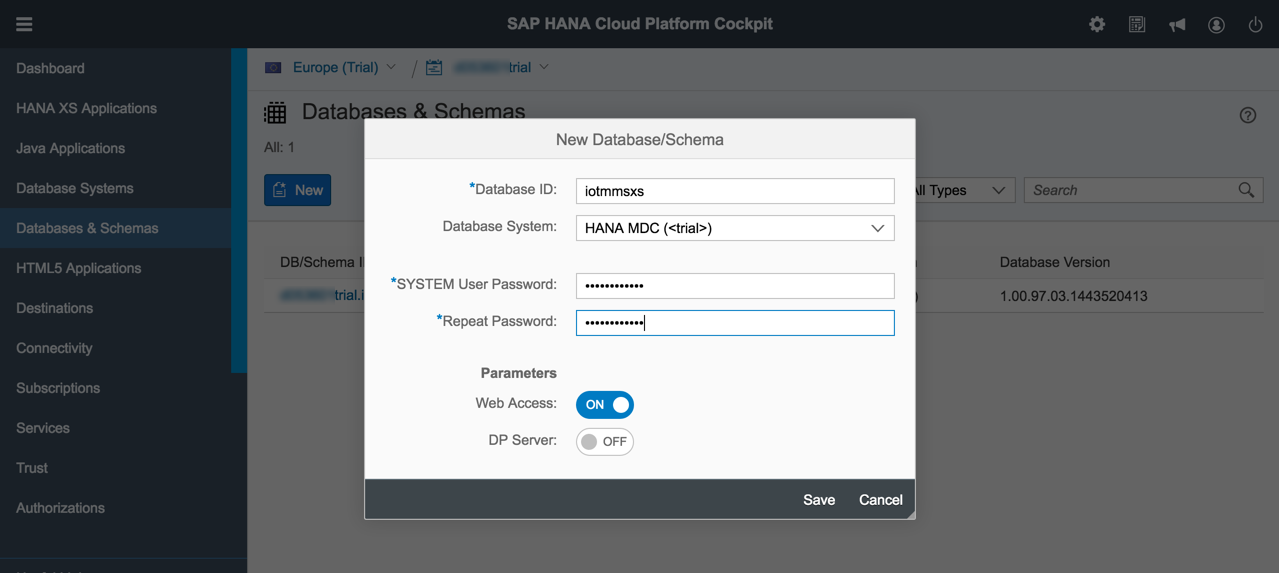 SAP HANA Cloud Platform Cockpit
Dashboard
HANA XS Applications
Java Applications
Database Systems
Databases & Schemas
HTML5 Applications
Destinations
Connectivity
Subscriptions
Services
Trust
Authorizations
Europe (Trial) / trial
Databases & Schemas
All: 1
New
All Types
Search
DB/Schema
Database Version
trial.i
1.00.97.03.1443520413
New Database/Schema
*Database ID: iotmmsxs
Database System: HANA MDC (<trial>)
*SYSTEM User Password: ••••••••••••
*Repeat Password: ••••••••••••
Parameters
Web Access: ON
DP Server: OFF
Save Cancel